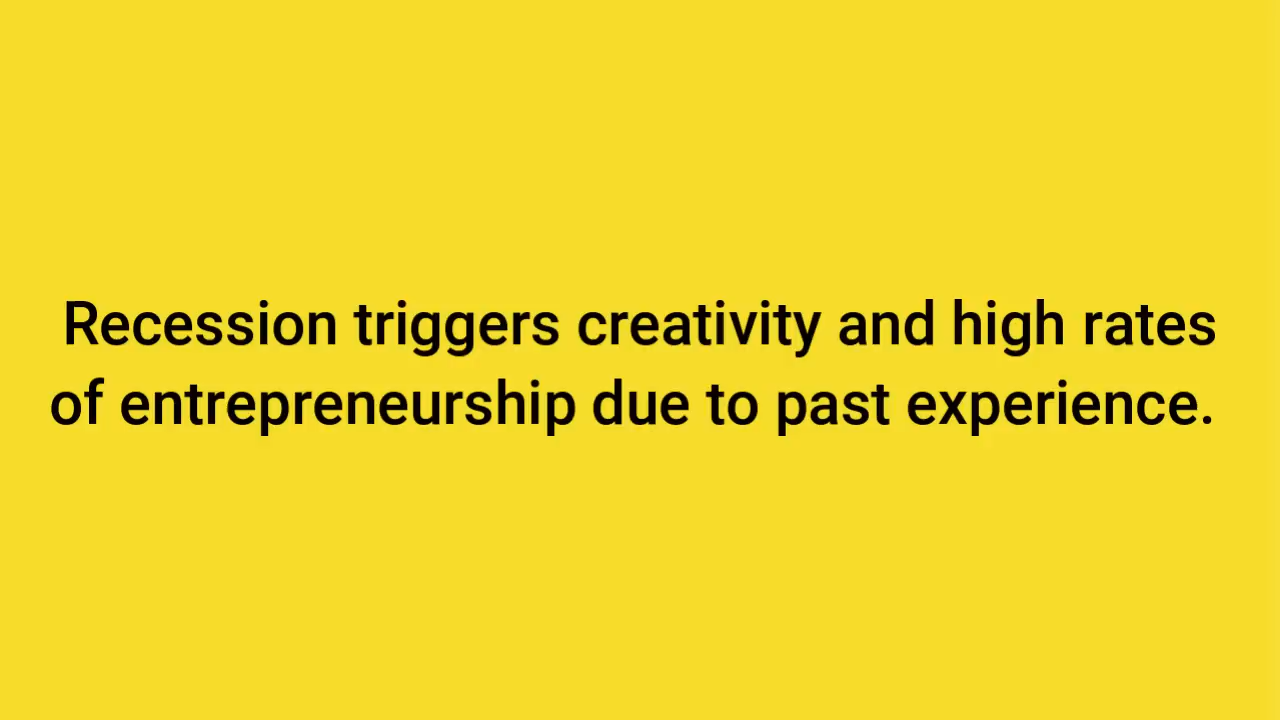 Recession triggers creativity and high rates
of entrepreneurship due to past experience.